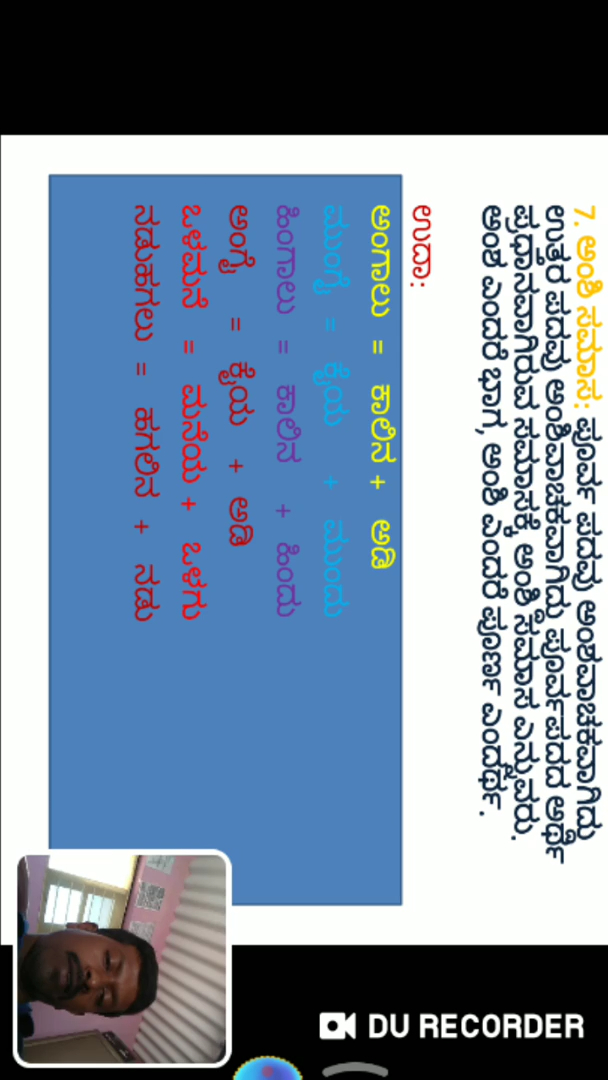 7. ಅಂಶಿ ಸಮಾಸ: ಪೂರ್ವ ಪದವು ಅಂಶವಾಚಕವಾಗಿದು
ಉತ್ತರ ಪದವು ಅಂಶಿವಾಚಕವಾಗಿದ್ದು ಪೂರ್ವಪದದ ಅರ್ಥ
ಪ್ರಧಾನವಾಗಿರುವ ಸಮಾಸಕ್ಕೆ ಅಂಶಿ ಸಮಾಸ ಎನ್ನುವರು.
ಅಂಶ ಎಂದರೆ ಭಾಗ, ಅಂಶಿ ಎಂದರೆ ಪೂರ್ಣ ಎಂದರ್ಥ.
ಉದಾ:
ಅಂಗಾಲು = ಕಾಲಿನ + ಅಡಿ
ಮುಂಗೈ = ಕೈಯ + ಮುಂದು
ಹಿಂಗಾಲು = ಕಾಲಿನ + ಹಿಂದು
ಅಂಗೈ = ಕೈಯ + ಅಡಿ
ಒಳಮನೆ = ಮನೆಯ + ಒಳಗು
ನಡುಹಗಲು = ಹಗಲಿನ + ನಡು
DU RECORDER